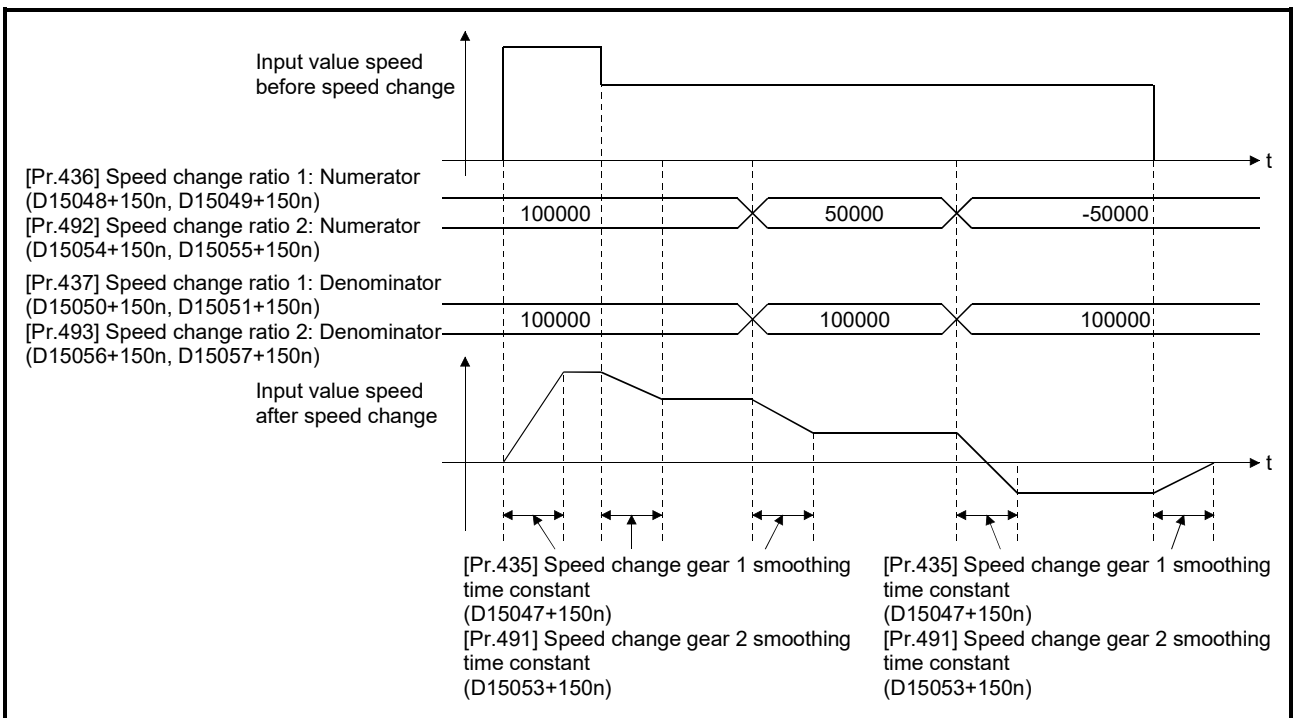 Input value speed
before speed change
t
[Pr.436] Speed change ratio 1: Numerator
(D15048+150n, D15049+150n)
[Pr.492] Speed change ratio 2: Numerator
(D15054+150n, D15055+150n)
100000
50000
-50000
[Pr.437] Speed change ratio 1: Denominator
(D15050+150n, D15051+150n)
[Pr.493] Speed change ratio 2: Denominator
(D15056+150n, D15057+150n)
100000
100000
100000
Input value speed
after speed change
t
[Pr.435] Speed change gear 1 smoothing
time constant
(D15047+150n)
[Pr.491] Speed change gear 2 smoothing
time constant
(D15053+150n)
[Pr.435] Speed change gear 1 smoothing
time constant
(D15047+150n)
[Pr.491] Speed change gear 2 smoothing
time constant
(D15053+150n)